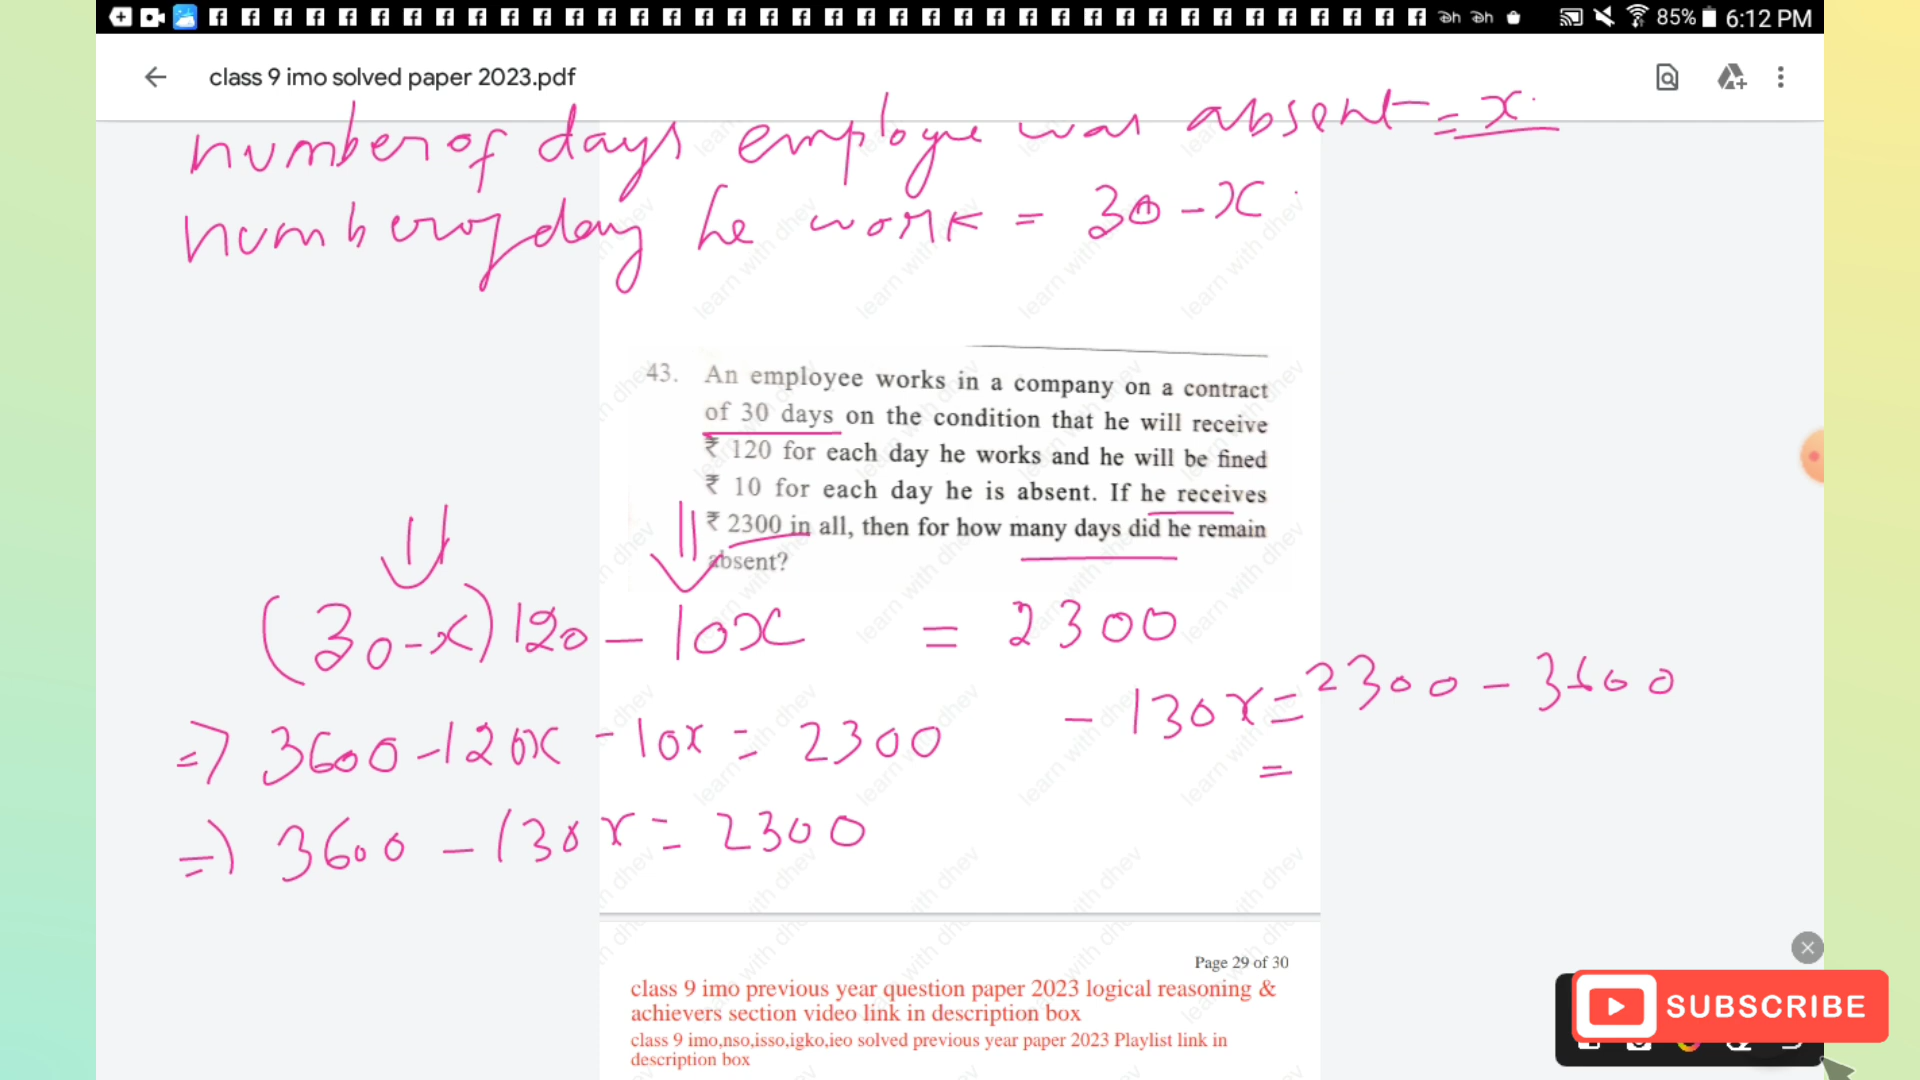 85% 6:12 PM
class 9 imo solved paper 2023.pdf
number of days employe was absent = x
number of day he work = 30 - x
43. An employee works in a company on a contract
of 30 days on the condition that he will receive
₹ 120 for each day he works and he will be fined
₹ 10 for each day he is absent. If he receives
₹ 2300 in all, then for how many days did he remain
absent?
(30-x)120 - 10x = 2300
=> 3600 - 120x - 10x = 2300
=> 3600 - 130x = 2300
- 130x = 2300 - 3600
=
Page 29 of 30
class 9 imo previous year question paper 2023 logical reasoning &
achievers section video link in description box
class 9 imo,nso,isso,igko,ieo solved previous year paper 2023 Playlist link in
description box
SUBSCRIBE
learn with dhev